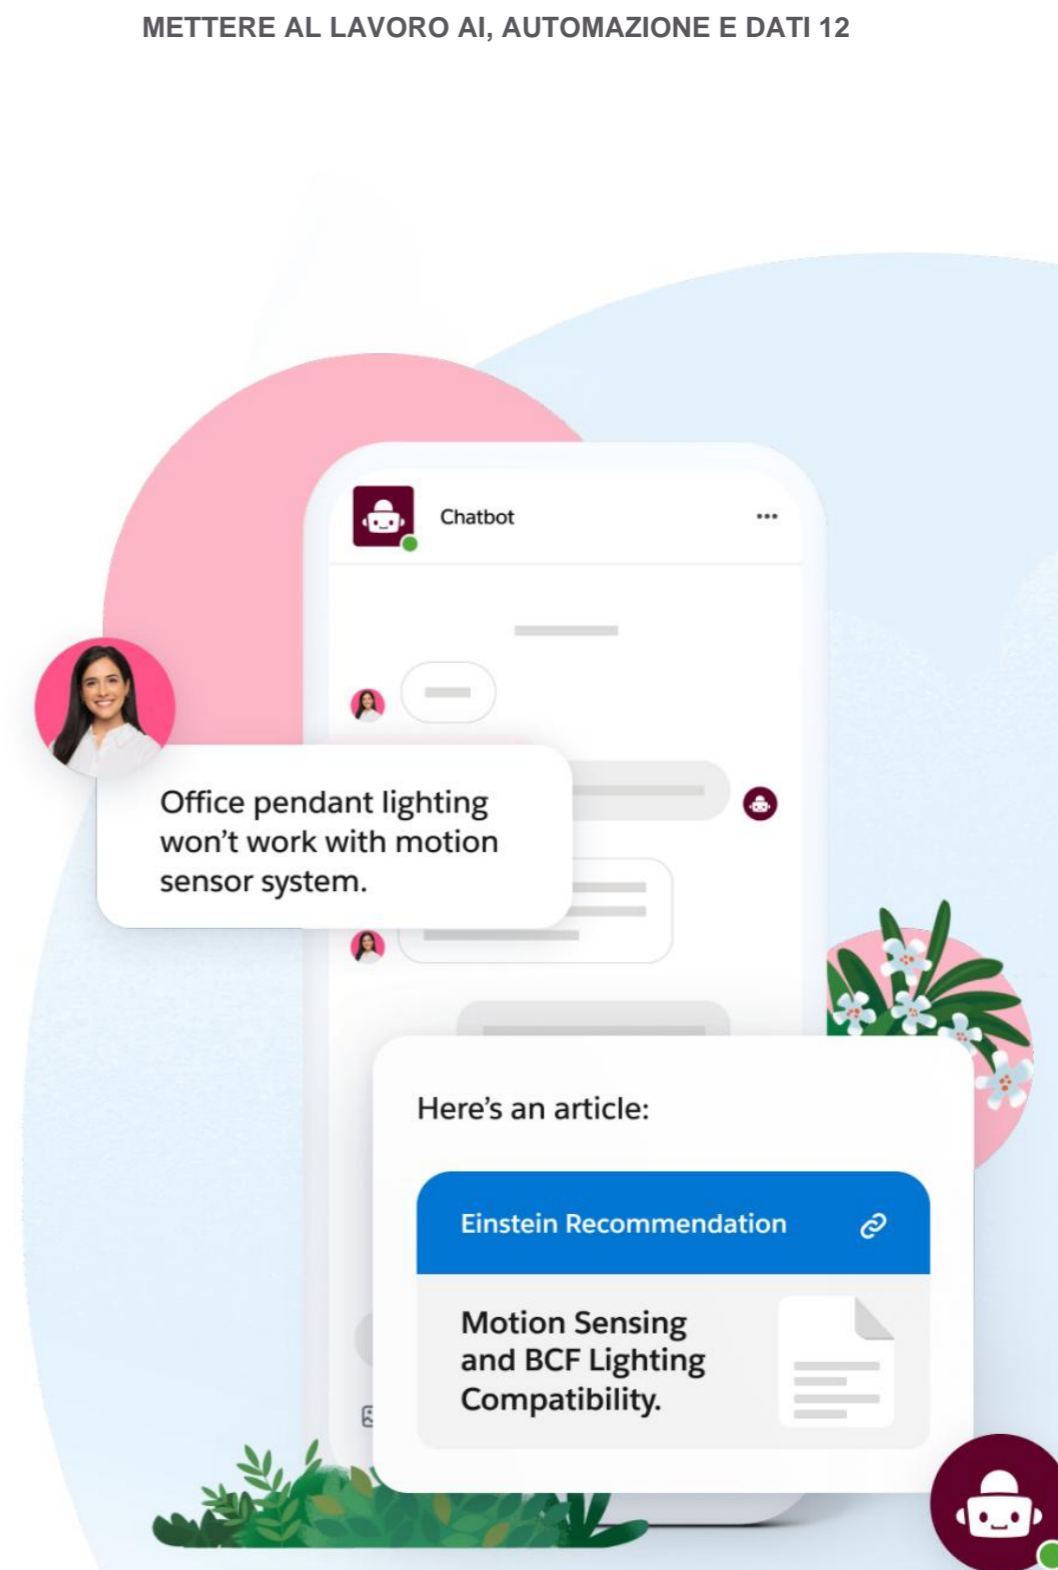 METTERE AL LAVORO AI, AUTOMAZIONE E DATI 12
Chatbot
Office pendant lighting
won’t work with motion
sensor system.
Here’s an article:
Einstein Recommendation
Motion Sensing
and BCF Lighting
Compatibility.